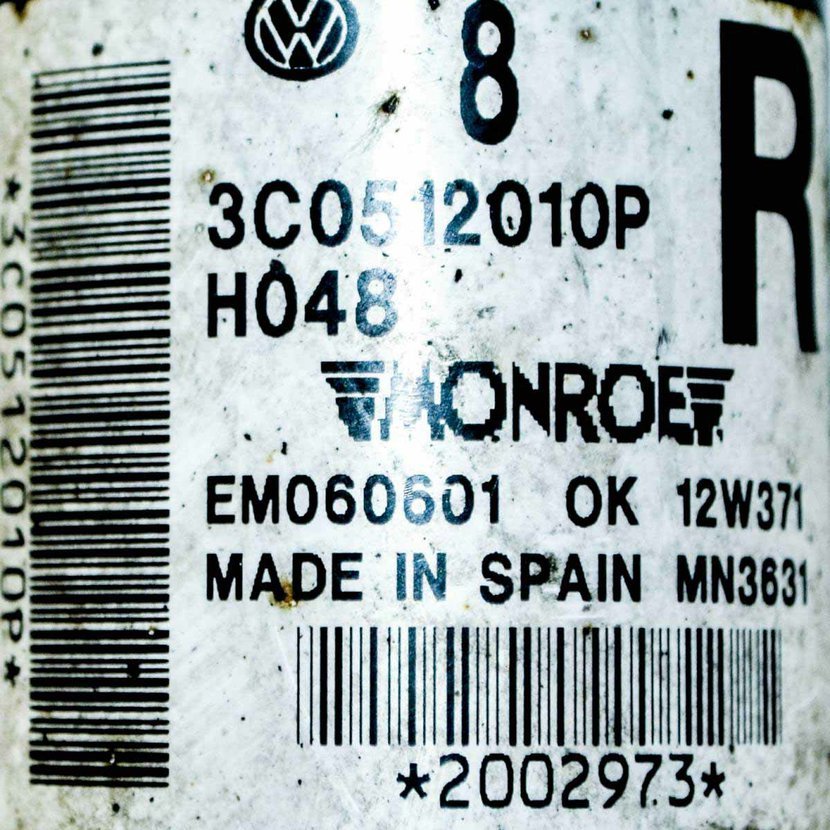 8
R
3C0512010P
H048
MONROE
EM060601 OK 12W371
MADE IN SPAIN MN3631
*2002973*
*3C0512010P*